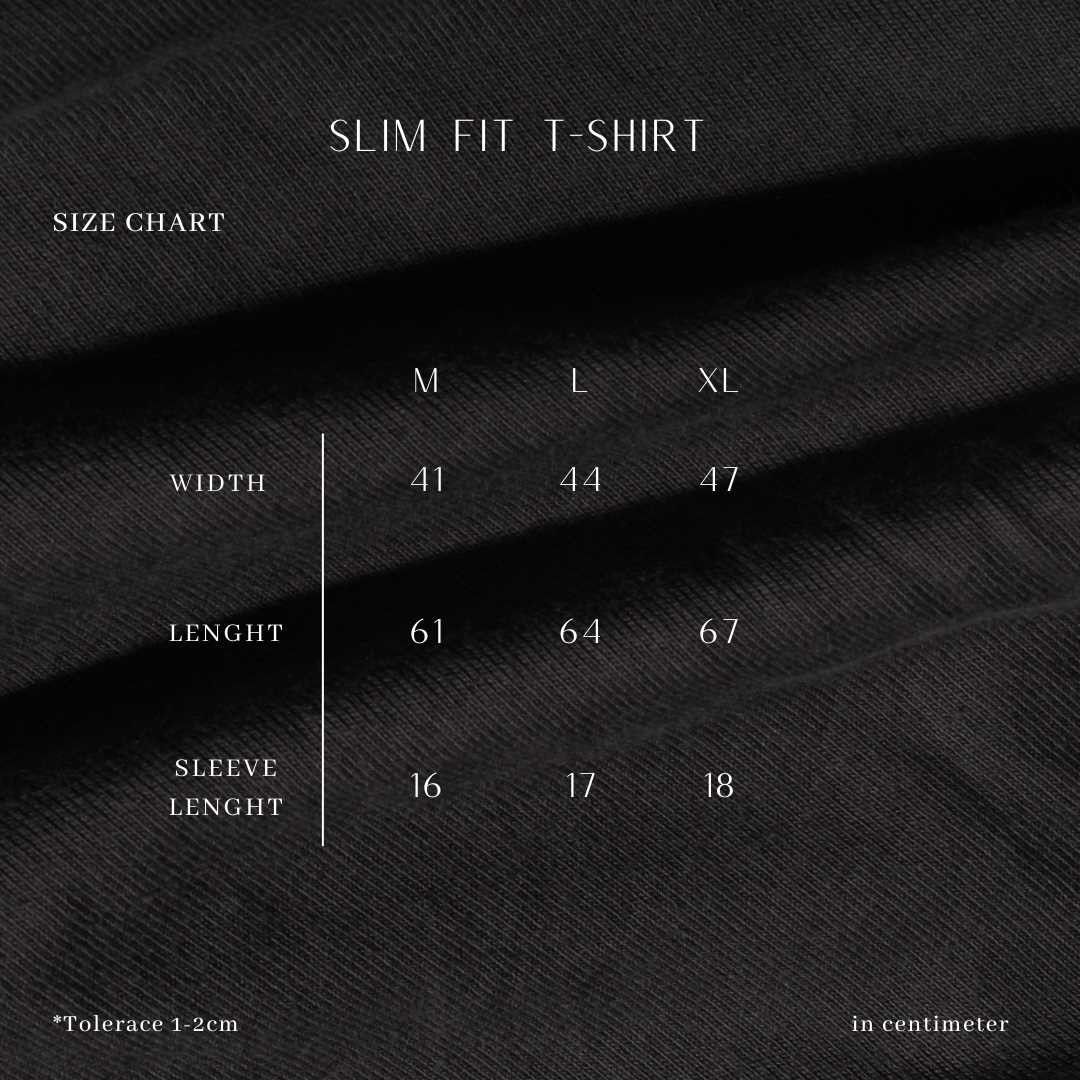 SLIM FIT T-SHIRT
SIZE CHART
M L XL
WIDTH 41 44 47
LENGHT 61 64 67
SLEEVE
LENGHT 16 17 18
*Tolerace 1-2cm
in centimeter